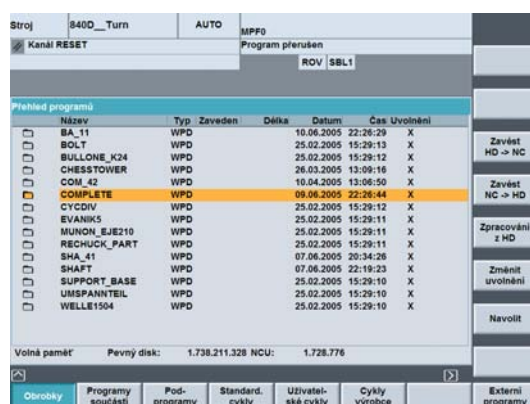 Stroj 840D__Turn AUTO MPF0
Kanál RESET Program přerušen
ROV SBL1
Přehled programů
Název Typ Zaveden Délka Datum Čas Uvolnění
BA_11 WPD 10.06.2005 22:26:29 X
BOLT WPD 25.02.2005 15:29:13 X
BULLONE_K24 WPD 25.02.2005 15:29:12 X
CHESSTOWER WPD 26.03.2005 13:09:16 X
COM_42 WPD 10.04.2005 13:06:50 X
COMPLETE WPD 09.06.2005 22:26:44 X
CYCDIV WPD 25.02.2005 15:29:12 X
EVANIK5 WPD 25.02.2005 15:29:11 X
MUNON_EJE210 WPD 25.02.2005 15:29:11 X
RECHUCK_PART WPD 25.02.2005 15:29:11 X
SHA_41 WPD 07.06.2005 20:34:26 X
SHAFT WPD 07.06.2005 22:19:23 X
SUPPORT_BASE WPD 25.02.2005 15:29:10 X
UMSPANNTEIL WPD 25.02.2005 15:29:10 X
WELLE1504 WPD 25.02.2005 15:29:10 X
Volná paměť Pevný disk: 1.738.211.328 NCU: 1.728.776
Zavést
HD -> NC
Zavést
NC -> HD
Zpracování
z HD
Změnit
uvolnění
Navolit
Obrobky
Programy
součástí
Pod-
programy
Standard.
cykly
Uživatel-
ské cykly
Cykly
výrobce
Externí
programy